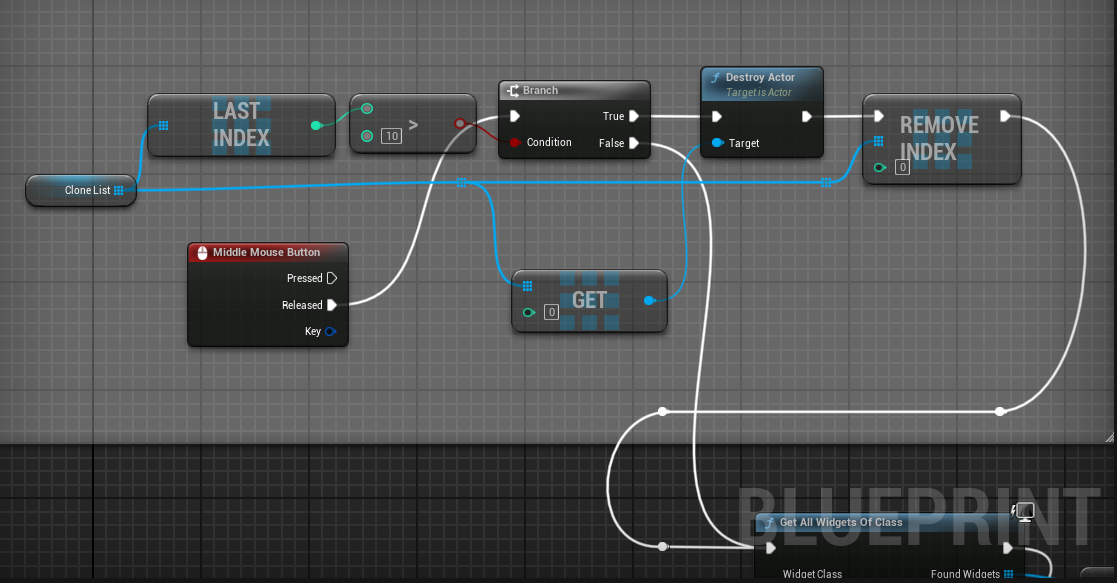 LAST
INDEX
>
10
Branch
True
Condition
False
Destroy Actor
Target is Actor
Target
REMOVE
INDEX
0
Clone List
Middle Mouse Button
Pressed
Released
Key
GET
0
BLUEPRINT
Get All Widgets Of Class
Widget Class
Found Widgets